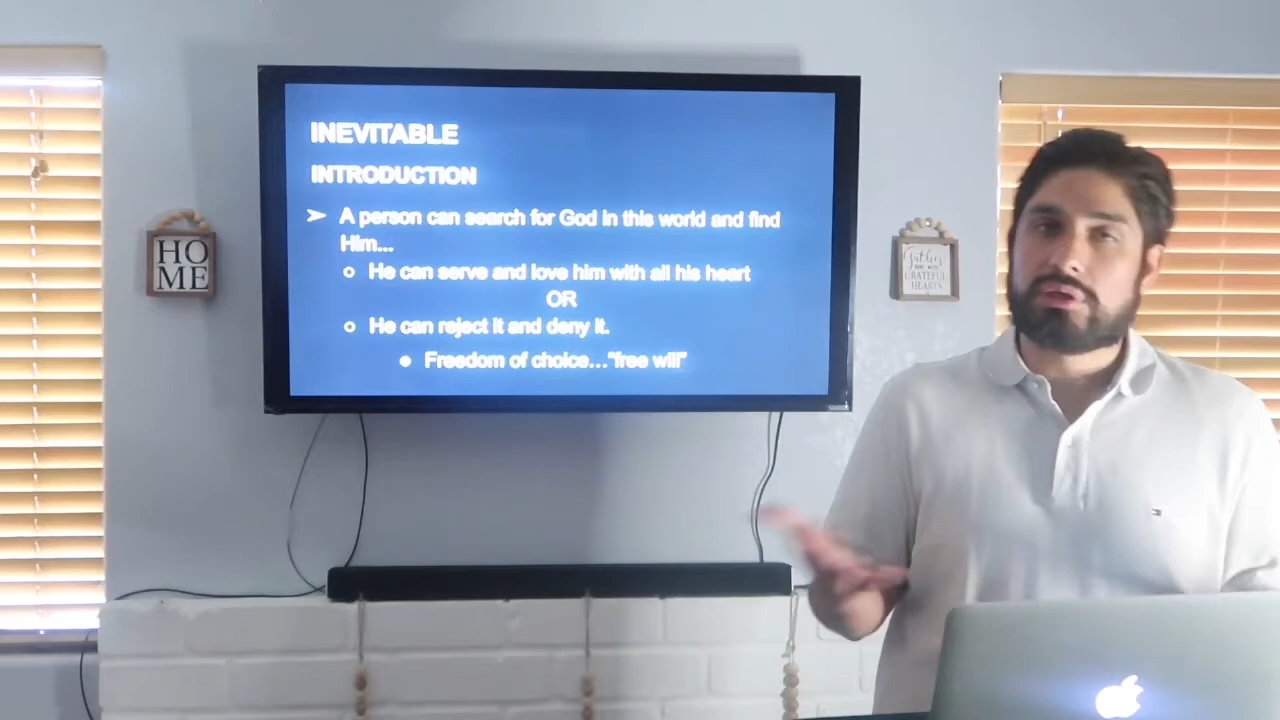 INEVITABLE
INTRODUCTION
➤ A person can search for God in this world and find
Him...
○ He can serve and love him with all his heart
OR
○ He can reject it and deny it.
● Freedom of choice..."free will"
HO
ME
Gather
GRATEFUL
HEARTS